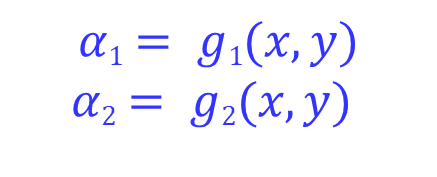 α₁ = g₁(x, y)
α₂ = g₂(x, y)